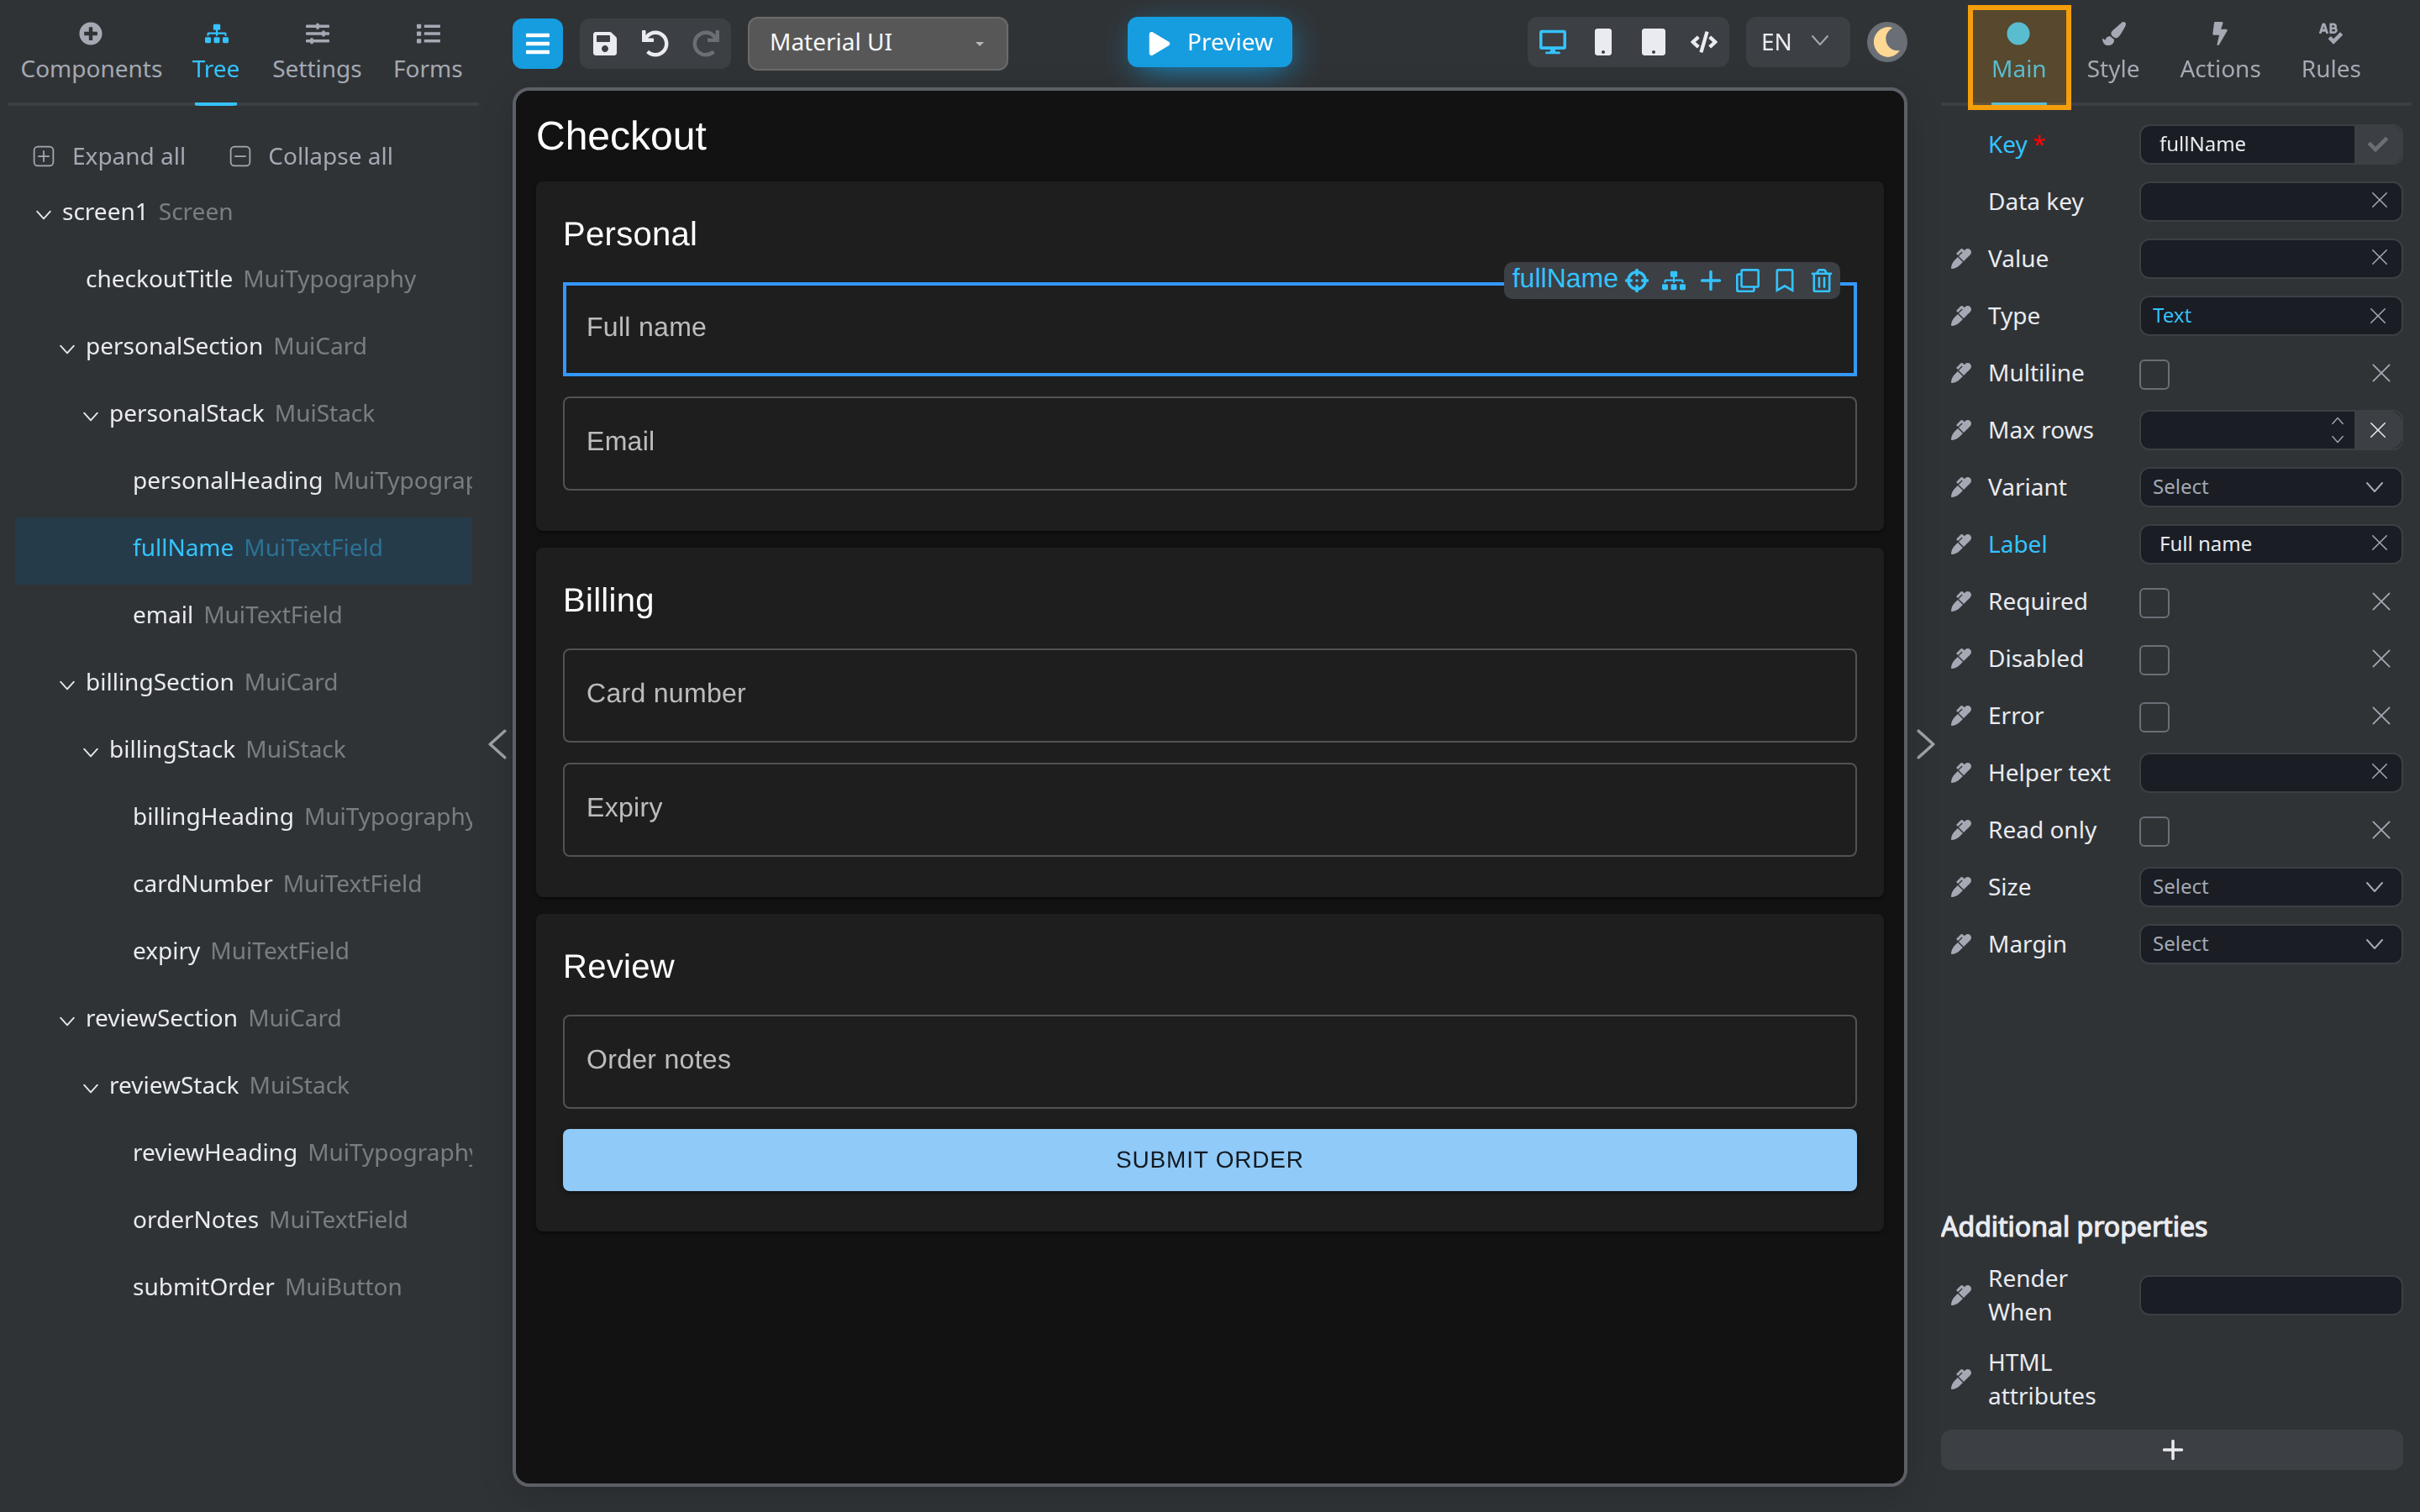 Components
Tree
Settings
Forms
Material UI
Preview
EN
Main
Style
Actions
Rules
Expand all
Collapse all
screen1 Screen
checkoutTitle MuiTypography
personalSection MuiCard
personalStack MuiStack
personalHeading MuiTypograp
fullName MuiTextField
email MuiTextField
billingSection MuiCard
billingStack MuiStack
billingHeading MuiTypography
cardNumber MuiTextField
expiry MuiTextField
reviewSection MuiCard
reviewStack MuiStack
reviewHeading MuiTypography
orderNotes MuiTextField
submitOrder MuiButton
Checkout
Personal
fullName
Full name
Email
Billing
Card number
Expiry
Review
Order notes
SUBMIT ORDER
Key * fullName
Data key
Value
Type Text
Multiline
Max rows
Variant Select
Label Full name
Required
Disabled
Error
Helper text
Read only
Size Select
Margin Select
Additional properties
Render
When
HTML
attributes